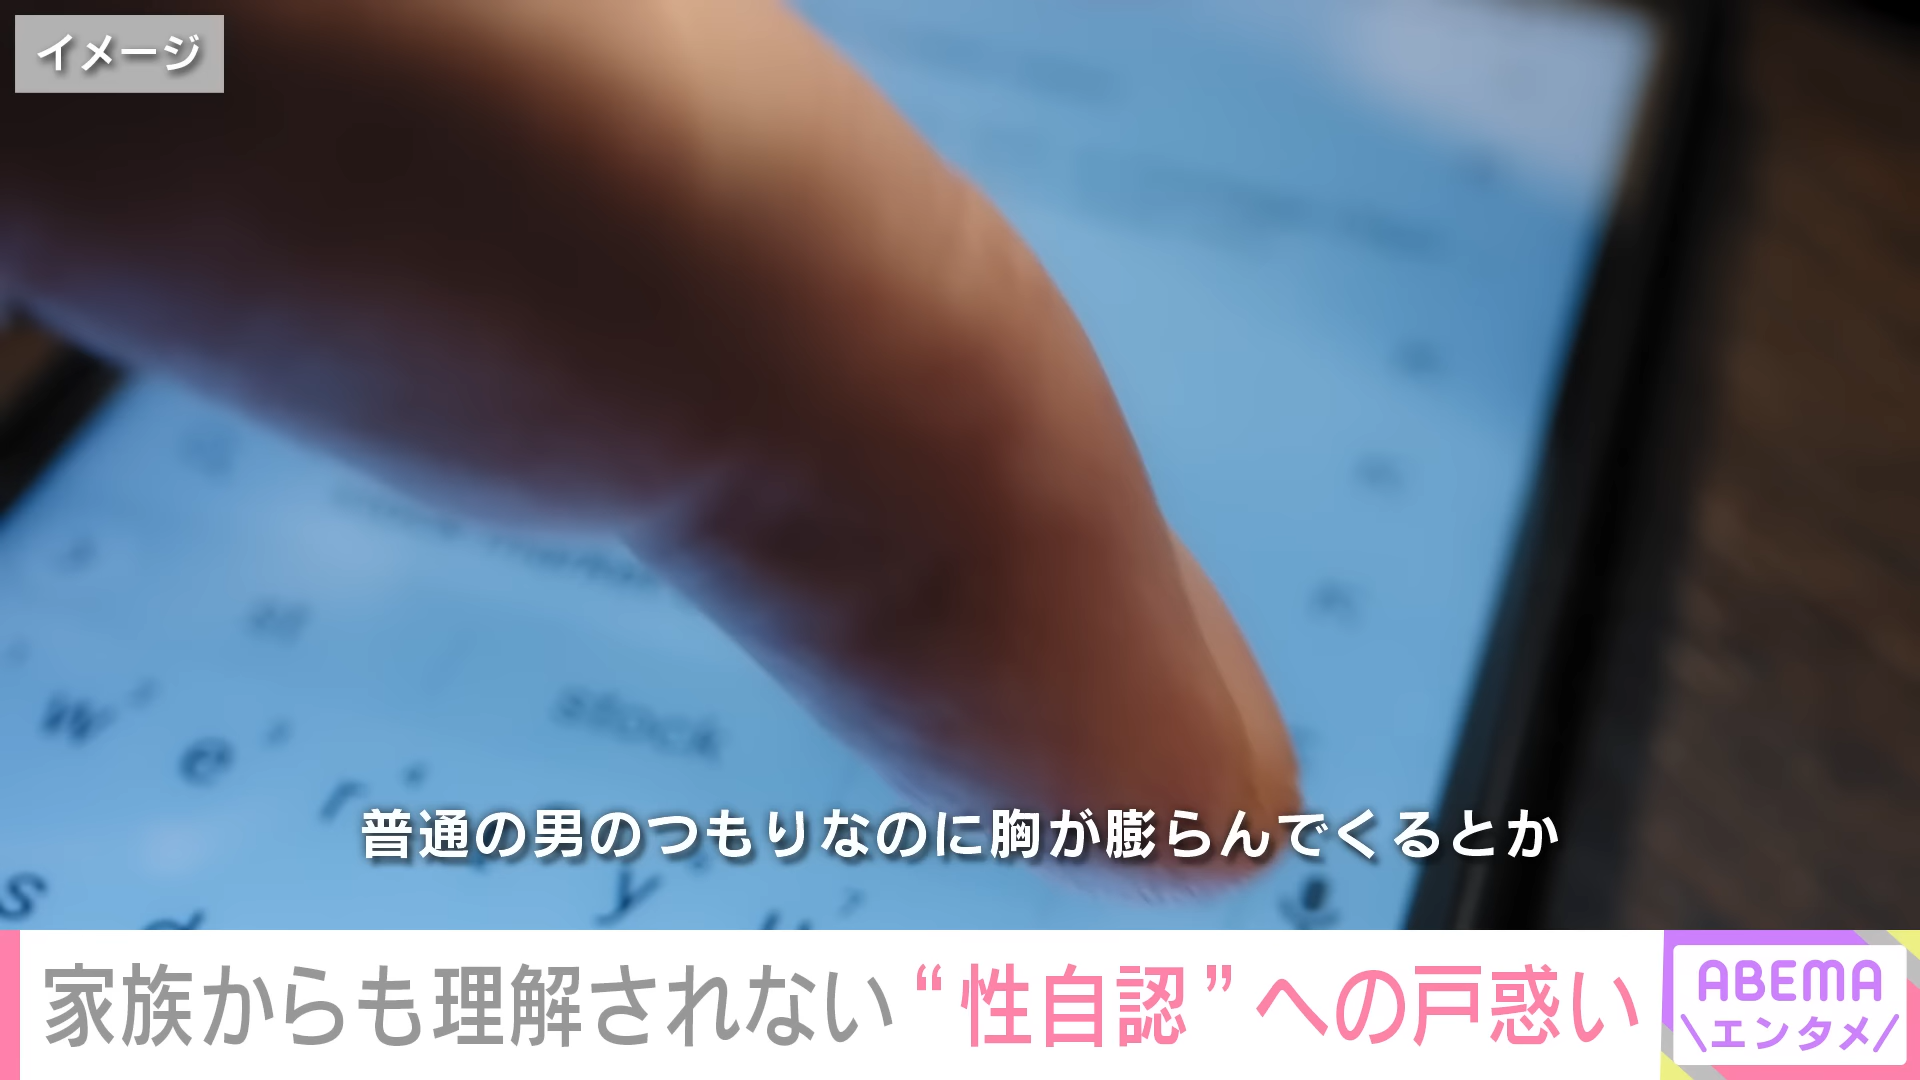 イメージ
stock
w e r
y
s
普通の男のつもりなのに胸が膨らんでくるとか
家族からも理解されない“性自認”への戸惑い
ABEMA
\エンタメ/